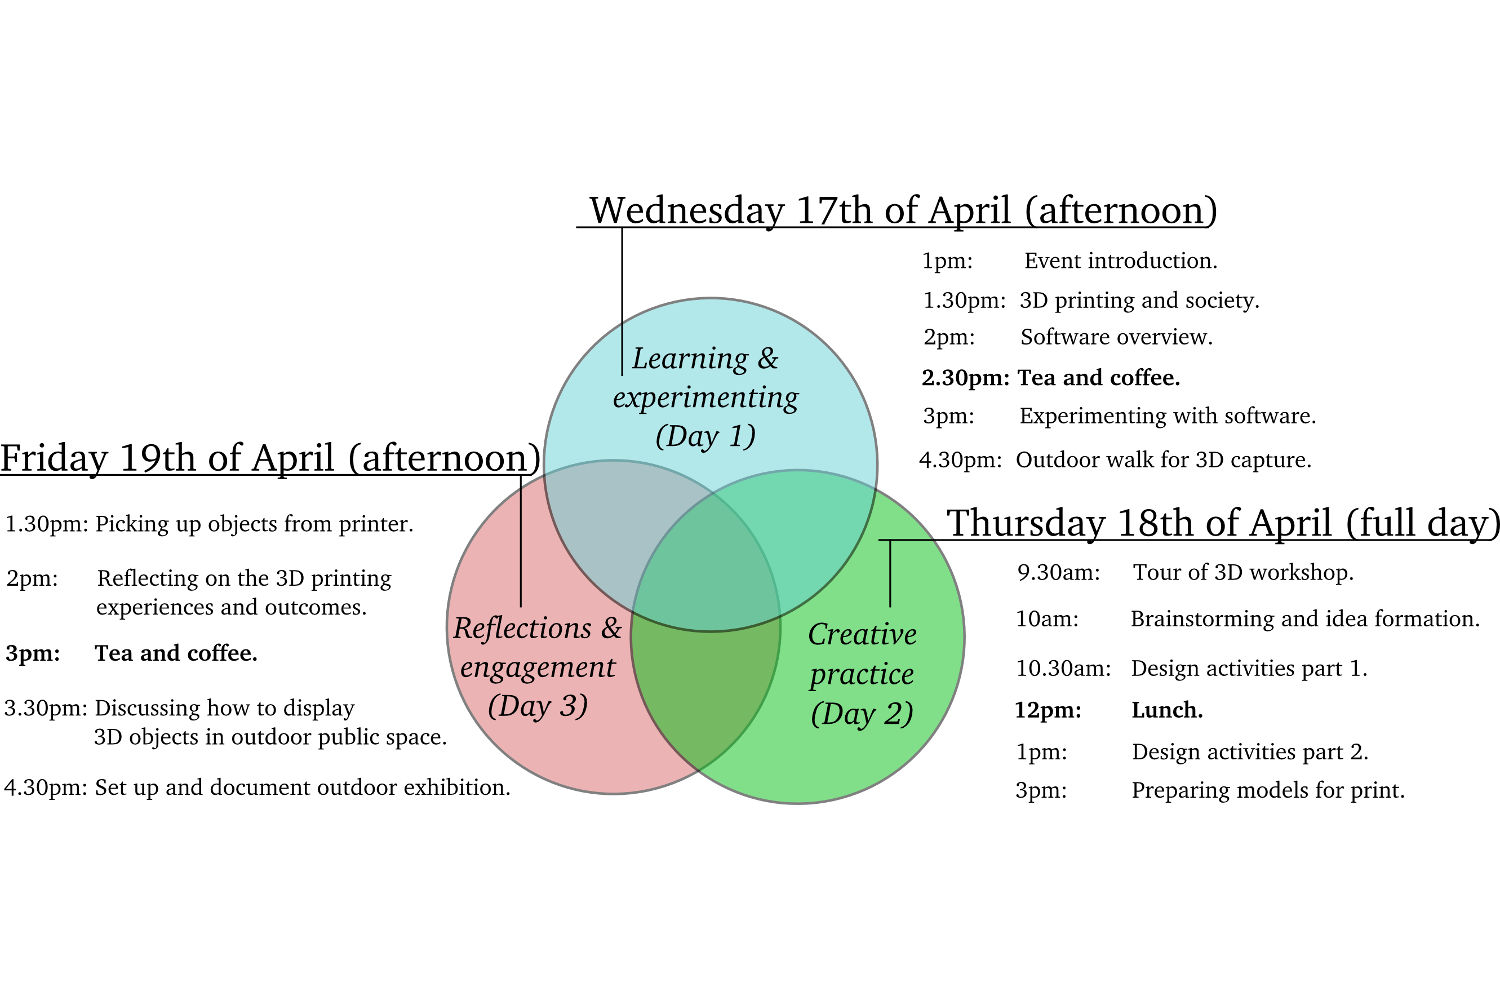 Wednesday 17th of April (afternoon)
1pm: Event introduction.
1.30pm: 3D printing and society.
2pm: Software overview.
2.30pm: Tea and coffee.
3pm: Experimenting with software.
4.30pm: Outdoor walk for 3D capture.
Learning &
experimenting
(Day 1)
Thursday 18th of April (full day)
9.30am: Tour of 3D workshop.
10am: Brainstorming and idea formation.
10.30am: Design activities part 1.
12pm: Lunch.
1pm: Design activities part 2.
3pm: Preparing models for print.
Creative
practice
(Day 2)
Friday 19th of April (afternoon)
1.30pm: Picking up objects from printer.
2pm: Reflecting on the 3D printing
experiences and outcomes.
3pm: Tea and coffee.
3.30pm: Discussing how to display
3D objects in outdoor public space.
4.30pm: Set up and document outdoor exhibition.
Reflections &
engagement
(Day 3)